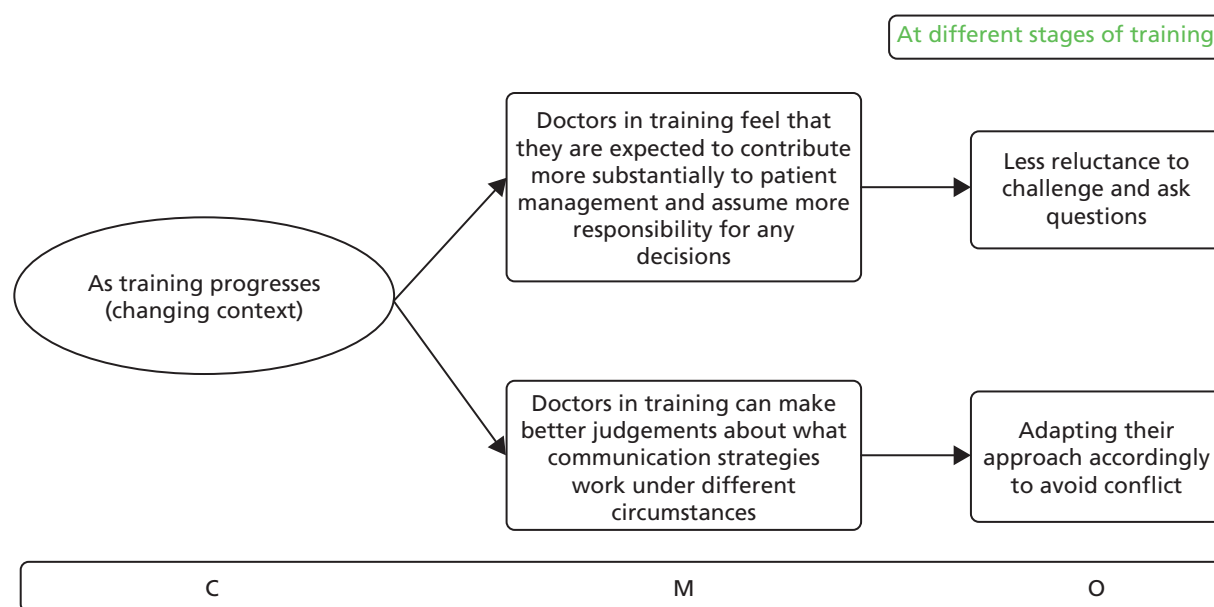 At different stages of training
Doctors in training feel that
they are expected to contribute
more substantially to patient
management and assume more
responsibility for any
decisions
Less reluctance to
challenge and ask
questions
As training progresses
(changing context)
Doctors in training can make
better judgements about what
communication strategies
work under different
circumstances
Adapting their
approach accordingly
to avoid conflict
C M O